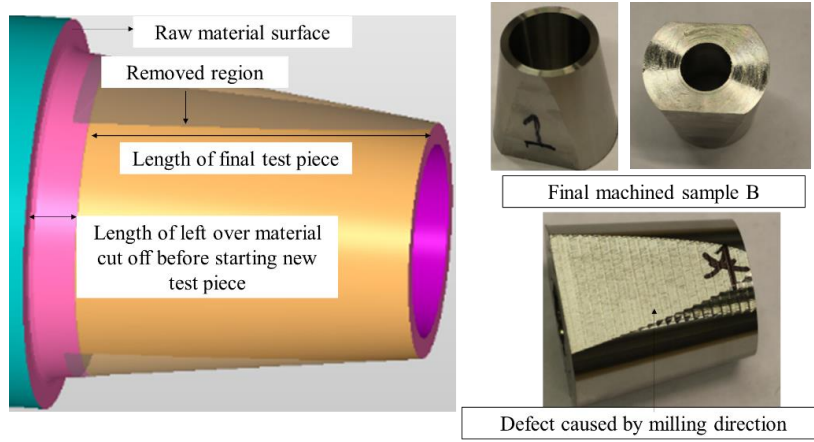 Raw material surface
Removed region
Length of final test piece
Length of left over material
cut off before starting new
test piece
1
Final machined sample B
Defect caused by milling direction